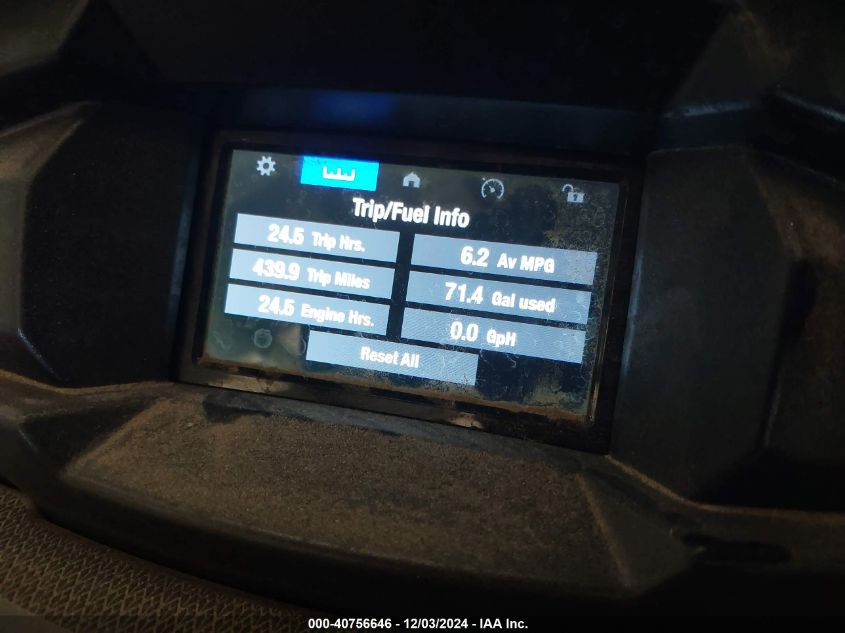 Trip/Fuel Info
24.5 Trip Hrs.
439.9 Trip Miles
24.5 Engine Hrs.
6.2 Av MPG
71.4 Gal used
0.0 GpH
Reset All
000-40756646 - 12/03/2024 - IAA Inc.